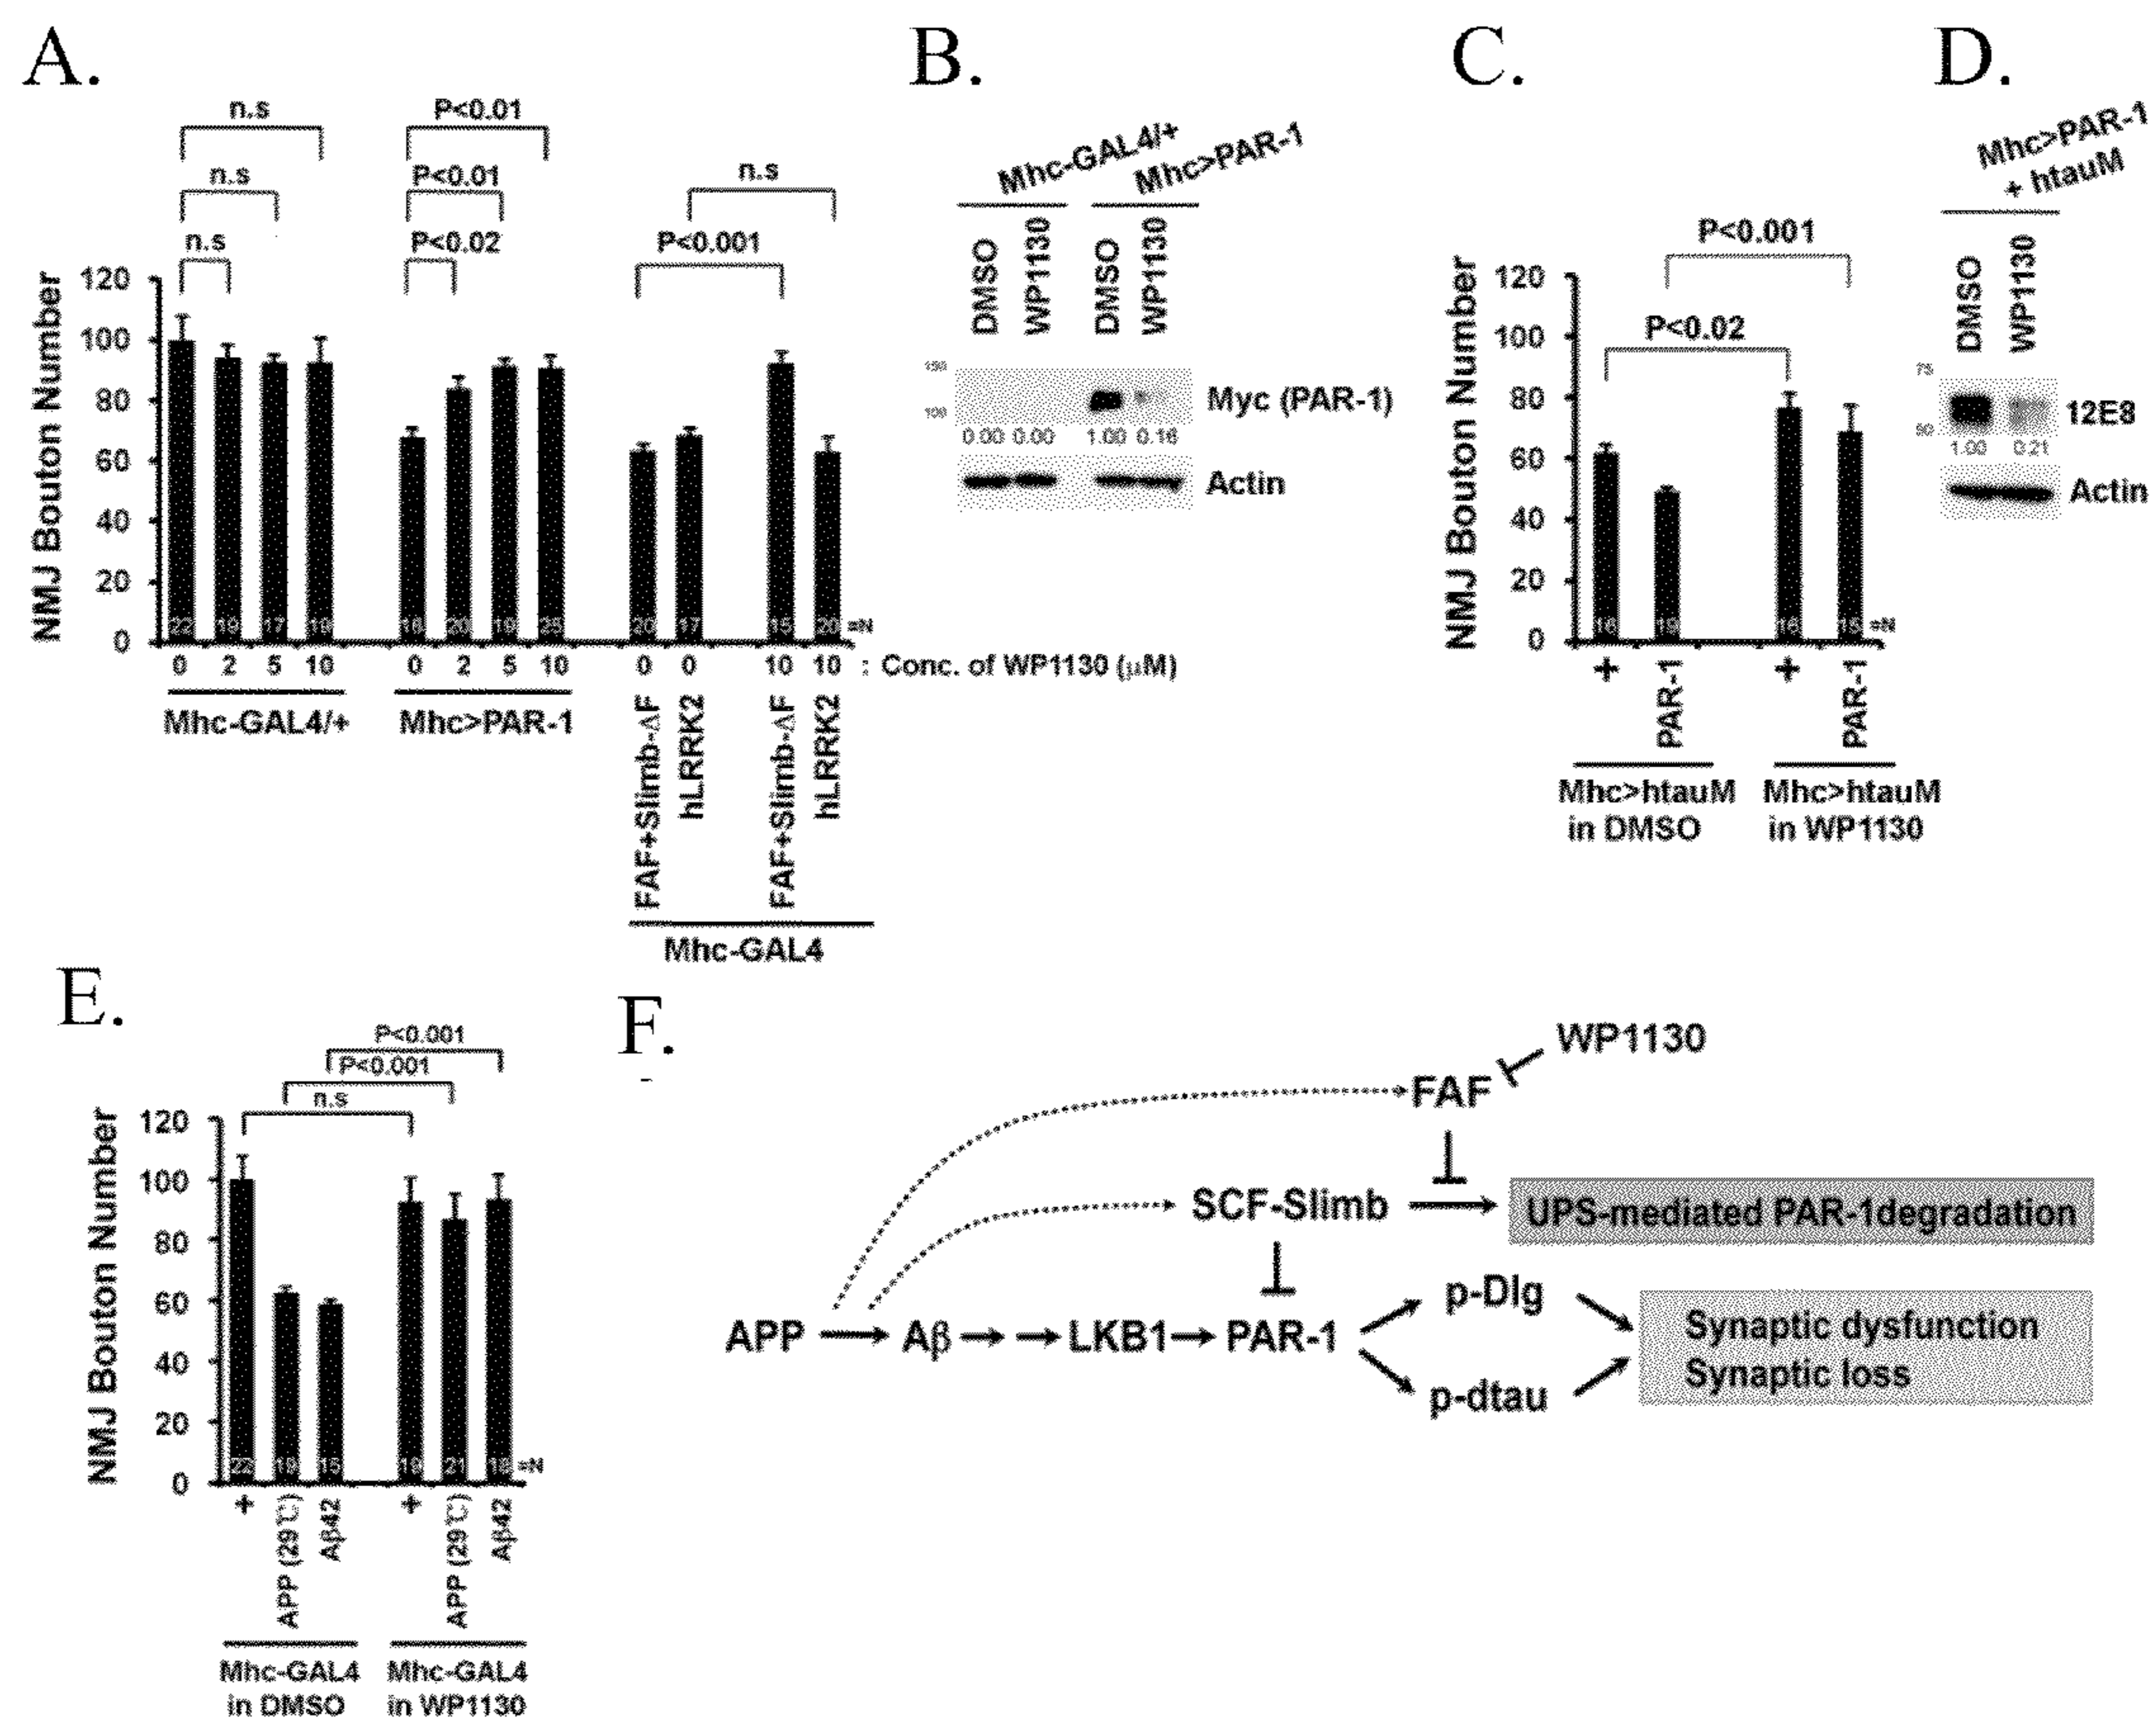 A.
n.s
n.s
n.s
P<0.01
P<0.01
P<0.02
n.s
P<0.001
NMJ Bouton Number
120
100
80
60
40
20
0
22 19 17 19
18 20 19 25
20 17 15 20 =N
0 2 5 10 0 2 5 10 0 0 10 10 : Conc. of WP1130 (μM)
Mhc-GAL4/+
Mhc>PAR-1
FAF+Slimb-ΔF
hLRRK2
FAF+Slimb-ΔF
hLRRK2
Mhc-GAL4
B.
Mhc-GAL4/+
Mhc>PAR-1
DMSO
WP1130
DMSO
WP1130
150
100
Myc (PAR-1)
0.00 0.00 1.00 0.16
Actin
C.
P<0.001
P<0.02
NMJ Bouton Number
120
100
80
60
40
20
0
16 19 16 15 =N
+
PAR-1
+
PAR-1
Mhc>htauM
in DMSO
Mhc>htauM
in WP1130
D.
Mhc>PAR-1
+ htauM
DMSO
WP1130
75
50
12E8
1.00 0.21
Actin
E.
P<0.001
P<0.001
n.s
NMJ Bouton Number
120
100
80
60
40
20
0
22 19 15 19 21 =N
+
APP (29℃)
Aβ42
+
APP (29℃)
Aβ42
Mhc-GAL4
in DMSO
Mhc-GAL4
in WP1130
F.
WP1130
FAF
SCF-Slimb
UPS-mediated PAR-1degradation
APP
Aβ
LKB1
PAR-1
p-Dlg
p-dtau
Synaptic dysfunction
Synaptic loss